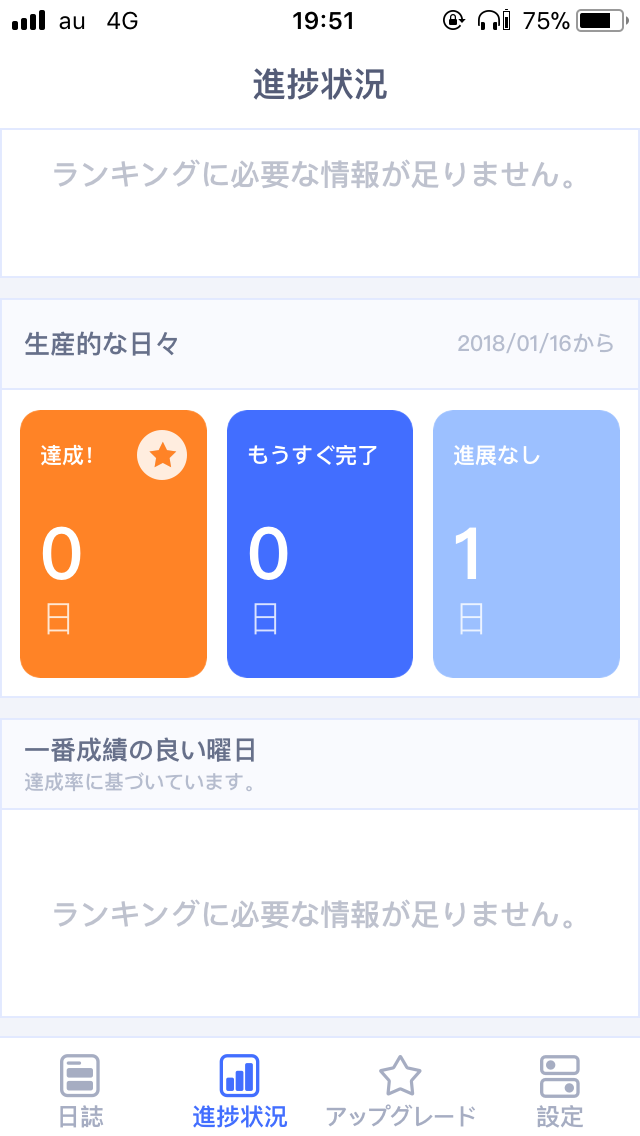 au 4G 19:51 75%
進捗状況
ランキングに必要な情報が足りません。
生産的な日々 2018/01/16から
達成! もうすぐ完了 進展なし
0 0 1
日 日 日
一番成績の良い曜日
達成率に基づいています。
ランキングに必要な情報が足りません。
日誌 進捗状況 アップグレード 設定